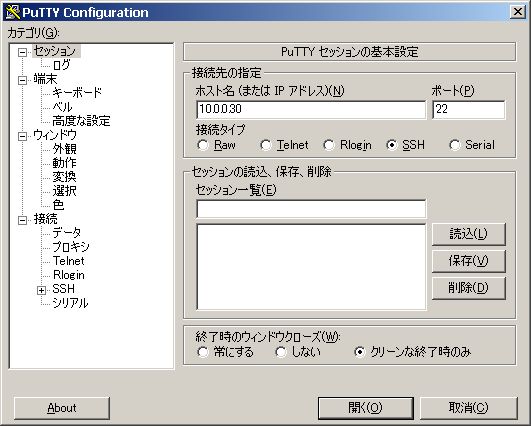 PuTTY Configuration
カテゴリ(G):
セッション
ログ
端末
キーボード
ベル
高度な設定
ウィンドウ
外観
動作
変換
選択
色
接続
データ
プロキシ
Telnet
Rlogin
SSH
シリアル
PuTTY セッションの基本設定
接続先の指定
ホスト名 (または IP アドレス)(N)
ポート(P)
10.0.0.30
22
接続タイプ
Raw
Telnet
Rlogin
SSH
Serial
セッションの読込、保存、削除
セッション一覧(E)
読込(L)
保存(V)
削除(D)
終了時のウィンドウクローズ(W):
常にする
しない
クリーンな終了時のみ
About
開く(O)
取消(C)